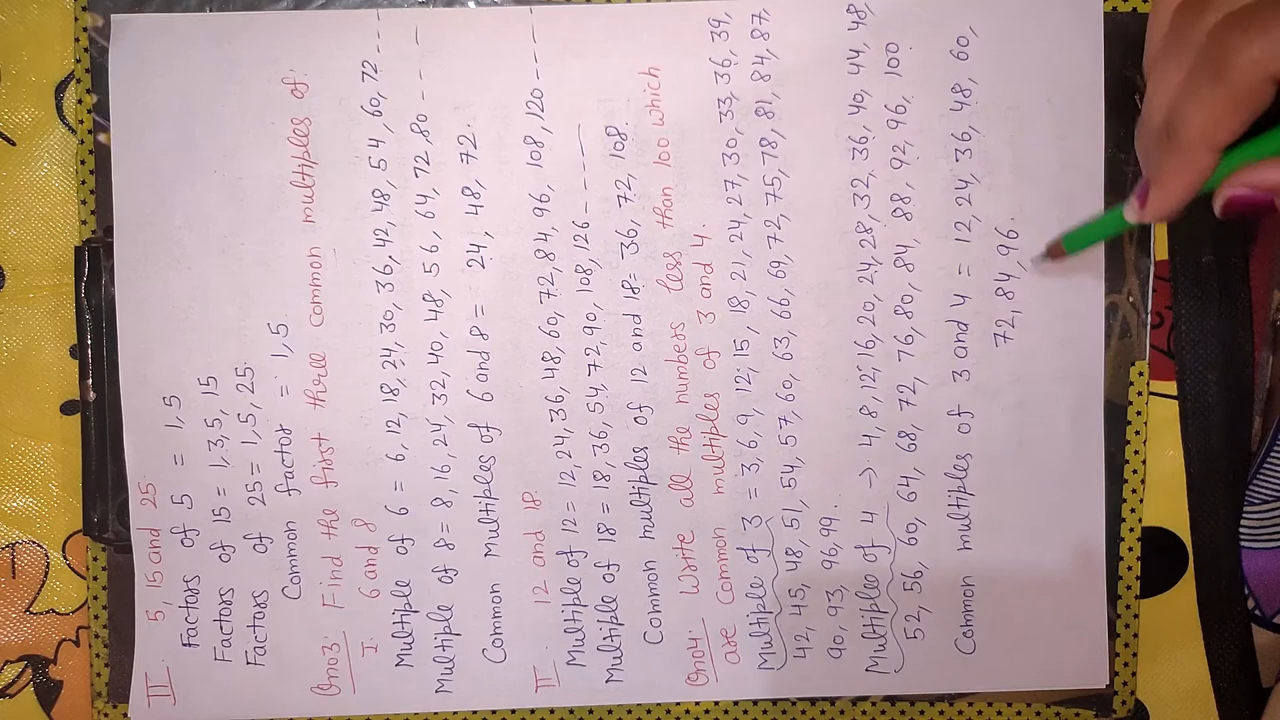 II. 5, 15 and 25.
Factors of 5 = 1, 5
Factors of 15 = 1, 3, 5, 15
Factors of 25 = 1, 5, 25.
Common factor = 1, 5.
Qno3. Find the first three common multiples of:
I. 6 and 8
Multiple of 6 = 6, 12, 18, 24, 30, 36, 42, 48, 54, 60, 72 ---
Multiple of 8 = 8, 16, 24, 32, 40, 48, 56, 64, 72, 80 - - -
Common multiples of 6 and 8 = 24, 48, 72.
II. 12 and 18.
Multiple of 12 = 12, 24, 36, 48, 60, 72, 84, 96, 108, 120 ----
Multiple of 18 = 18, 36, 54, 72, 90, 108, 126 -----
Common multiples of 12 and 18 = 36, 72, 108.
Qno4. Write all the numbers less than 100 which
are common multiples of 3 and 4.
Multiple of 3 = 3, 6, 9, 12, 15, 18, 21, 24, 27, 30, 33, 36, 39,
42, 45, 48, 51, 54, 57, 60, 63, 66, 69, 72, 75, 78, 81, 84, 87,
90, 93, 96, 99.
Multiples of 4 → 4, 8, 12, 16, 20, 24, 28, 32, 36, 40, 44, 48,
52, 56, 60, 64, 68, 72, 76, 80, 84, 88, 92, 96, 100.
Common multiples of 3 and 4 = 12, 24, 36, 48, 60,
72, 84, 96.